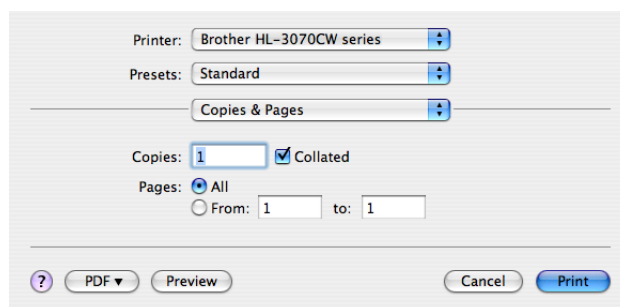 Printer: Brother HL-3070CW series
Presets: Standard
Copies & Pages
Copies: 1 Collated
Pages: All
From: 1 to: 1
? PDF ▾ Preview Cancel Print